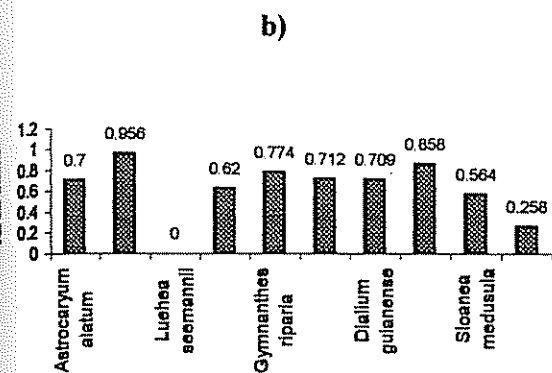 b)
1.2
1
0.8
0.6
0.4
0.2
0
0.7
0.956
0
0.62
0.774
0.712
0.709
0.858
0.564
0.258
Astrocaryum
alatum
Luehea
seemannii
Gymnanthes
riparia
Dialium
guianense
Sloanea
medusula